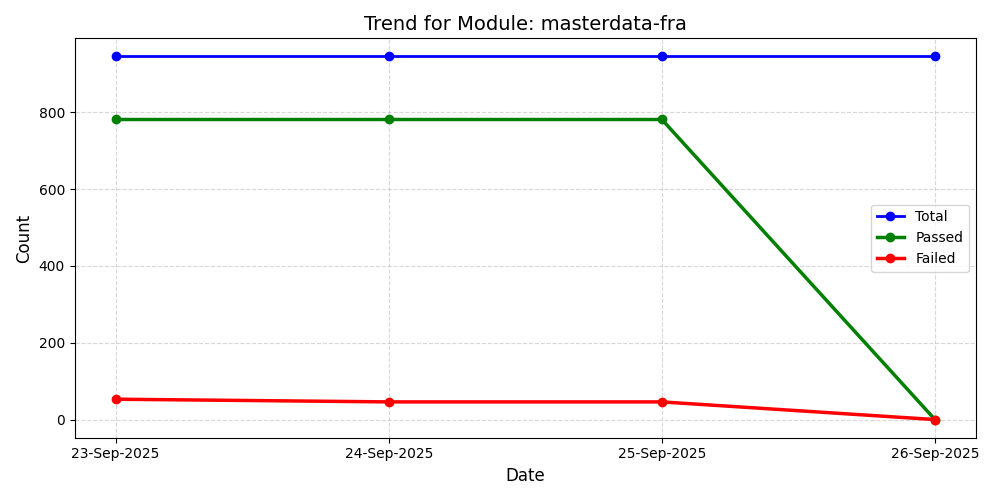 Trend for Module: masterdata-fra
Count
800
600
400
200
0
Total
Passed
Failed
23-Sep-2025
24-Sep-2025
25-Sep-2025
26-Sep-2025
Date